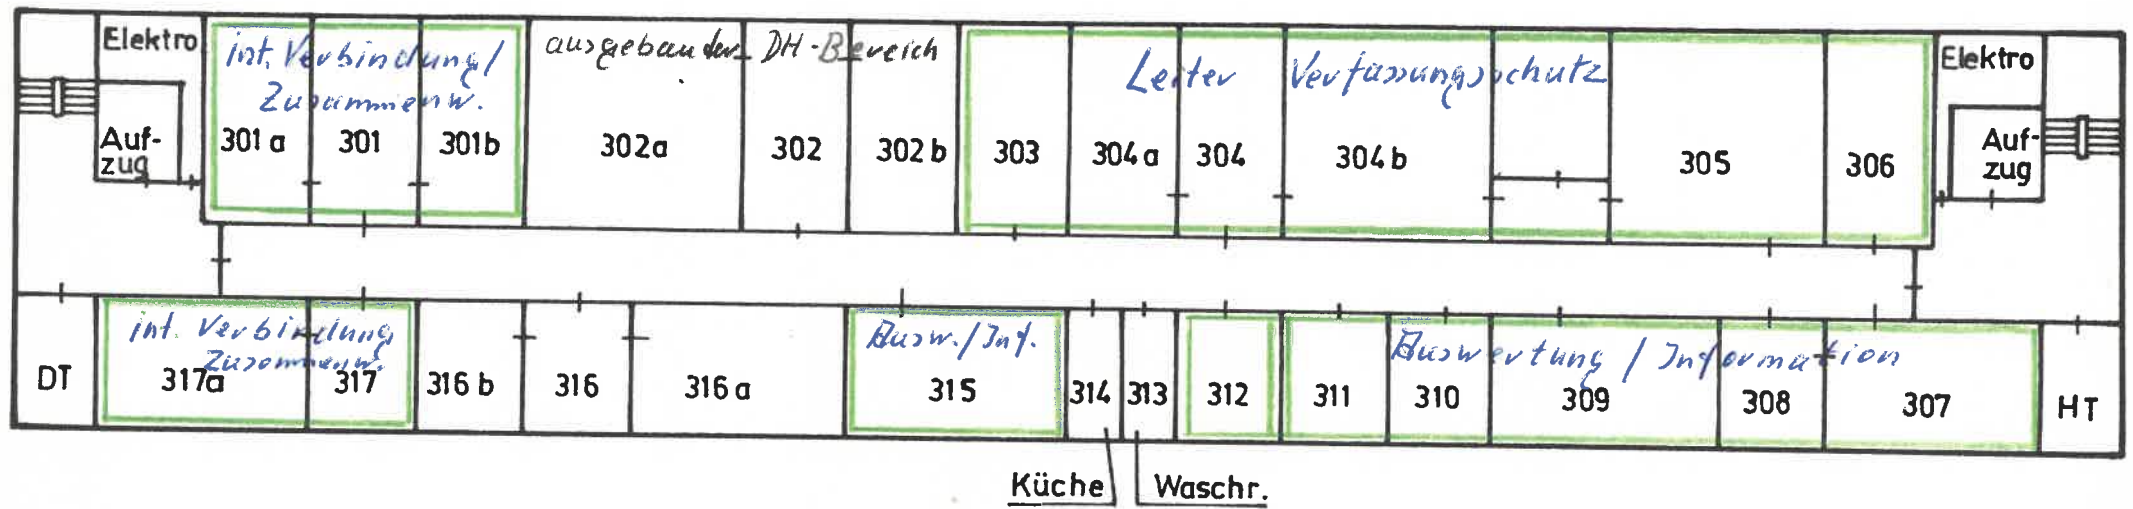 Elektro
Auf-
zug
int. Verbindung/
Zusammenw.
301 a
301
301b
ausgebauter DH-Bereich
302a
302
302 b
Leiter Verfassungsschutz
303
304 a
304
304 b
305
306
Elektro
Auf-
zug
DT
int. Verbindung
Zusammenw.
317a
317
316 b
316
316 a
Ausw./Inf.
315
314
313
312
Auswertung / Information
311
310
309
308
307
HT
Küche
Waschr.